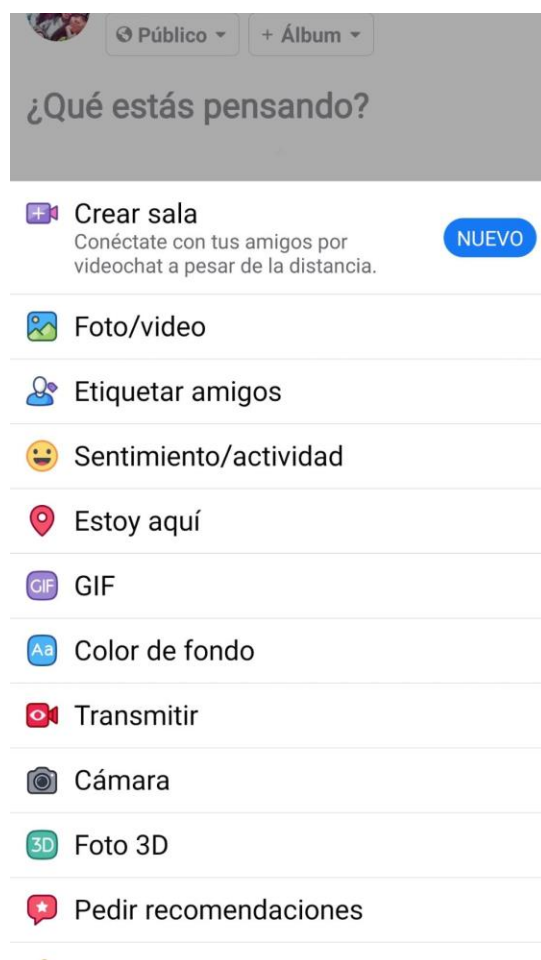 Público
+ Álbum
¿Qué estás pensando?
Crear sala
Conéctate con tus amigos por
videochat a pesar de la distancia.
NUEVO
Foto/video
Etiquetar amigos
Sentimiento/actividad
Estoy aquí
GIF GIF
Aa Color de fondo
Transmitir
Cámara
3D Foto 3D
Pedir recomendaciones